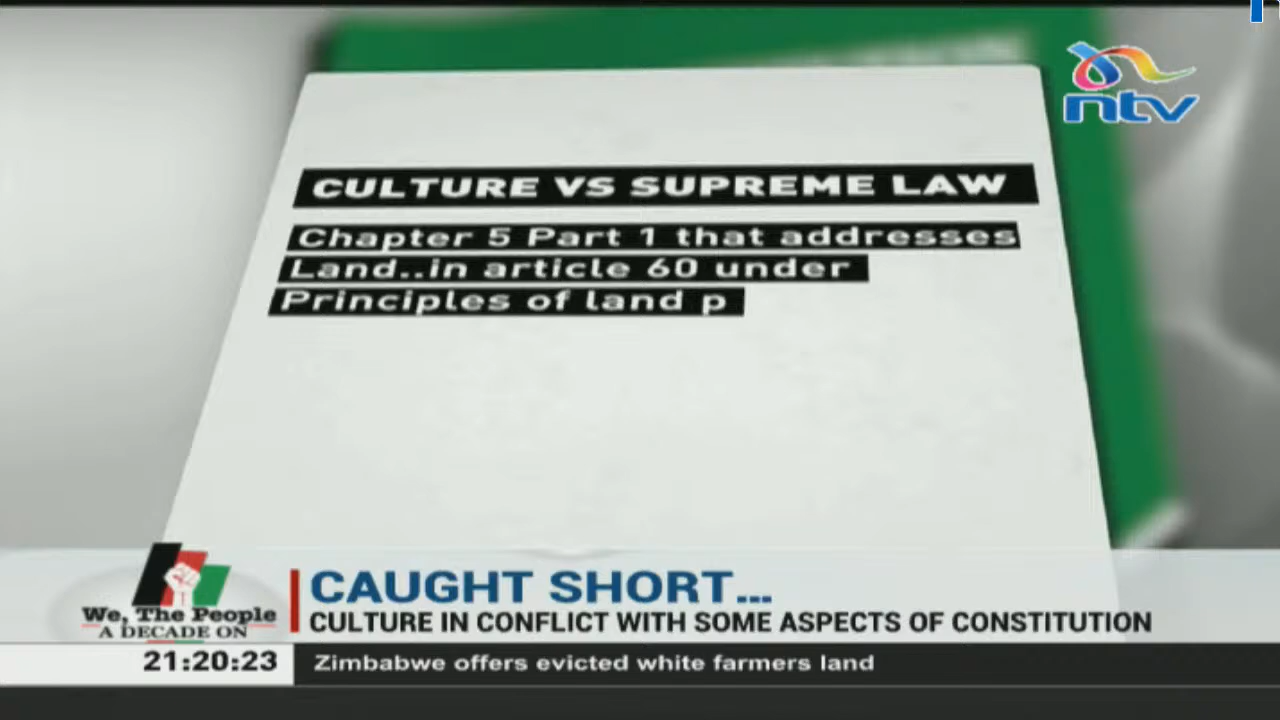 ntv
CULTURE VS SUPREME LAW
Chapter 5 Part 1 that addresses
Land..in article 60 under
Principles of land p
We, The People
A DECADE ON
CAUGHT SHORT...
CULTURE IN CONFLICT WITH SOME ASPECTS OF CONSTITUTION
21:20:23
Zimbabwe offers evicted white farmers land